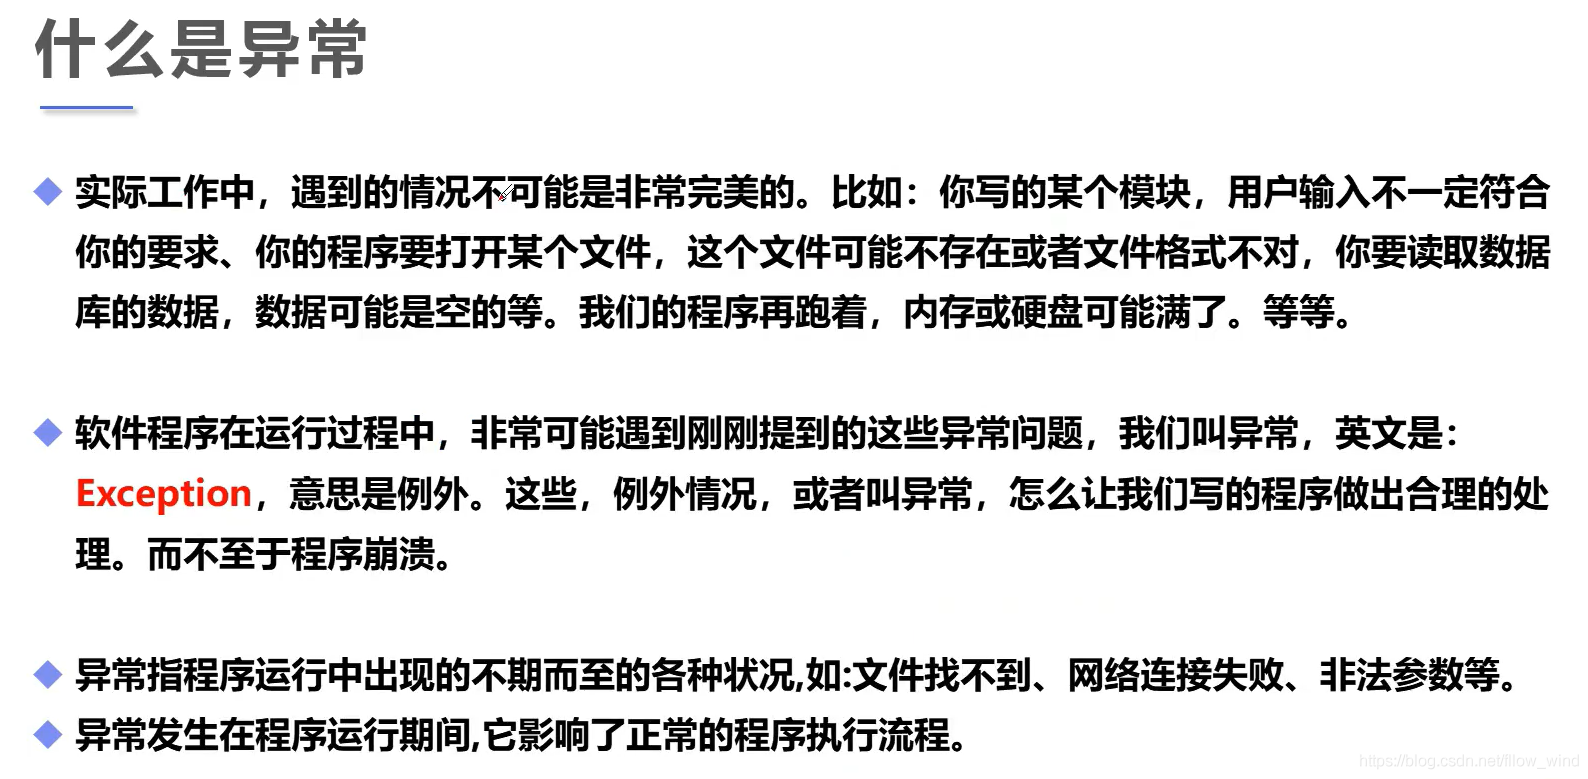 什么是异常
实际工作中，遇到的情况不可能是非常完美的。比如：你写的某个模块，用户输入不一定符合
你的要求、你的程序要打开某个文件，这个文件可能不存在或者文件格式不对，你要读取数据
库的数据，数据可能是空的等。我们的程序再跑着，内存或硬盘可能满了。等等。
软件程序在运行过程中，非常可能遇到刚刚提到的这些异常问题，我们叫异常，英文是：
Exception，意思是例外。这些，例外情况，或者叫异常，怎么让我们写的程序做出合理的处
理。而不至于程序崩溃。
异常指程序运行中出现的不期而至的各种状况,如:文件找不到、网络连接失败、非法参数等。
异常发生在程序运行期间,它影响了正常的程序执行流程。
https://blog.csdn.net/filow_wind